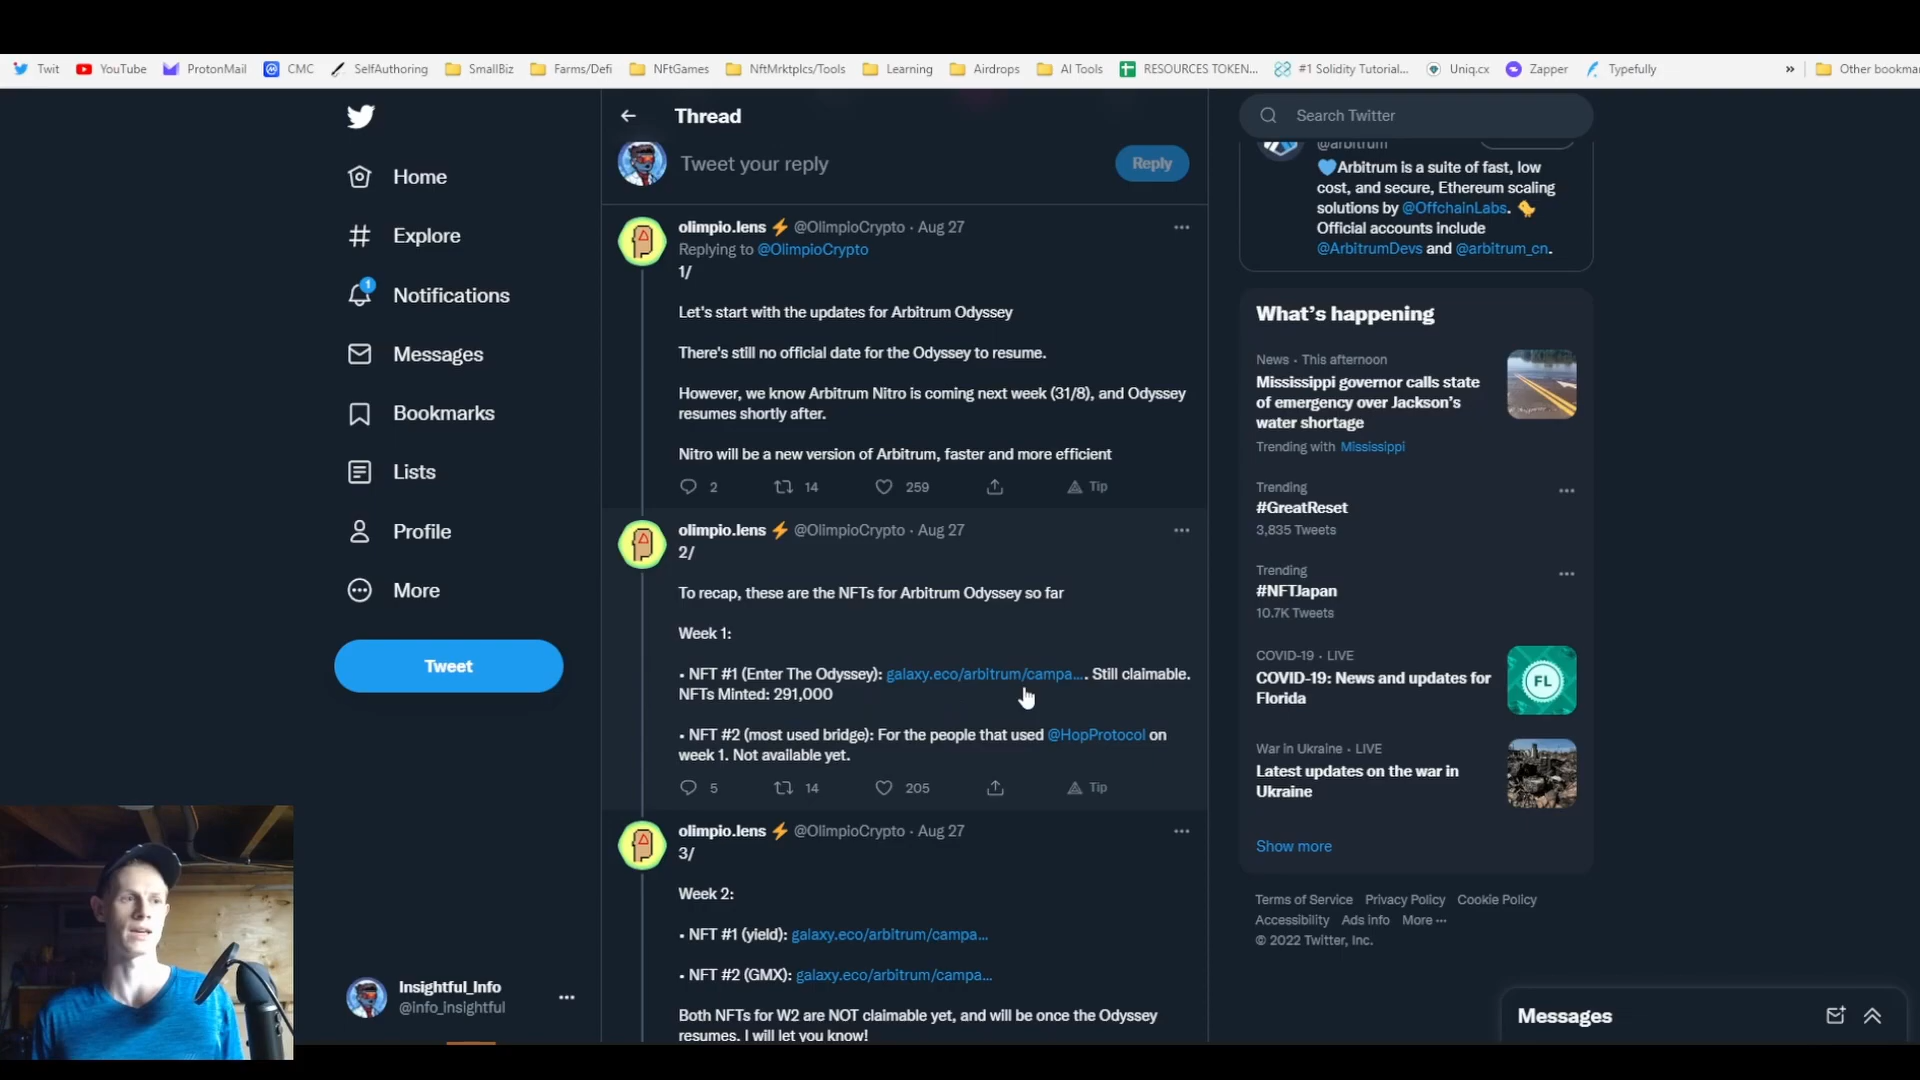 Twit
YouTube
ProtonMail
CMC
SelfAuthoring
SmallBiz
Farms/Defi
NFtGames
NftMrktplcs/Tools
Learning
Airdrops
AI Tools
RESOURCES TOKEN...
#1 Solidity Tutorial...
Uniq.cx
Zapper
Typefully
»
Other bookma
Home
Explore
1
Notifications
Messages
Bookmarks
Lists
Profile
More
Tweet
Insightful_Info
@info_insightful
Thread
Tweet your reply
Reply
olimpio.lens ⚡ @OlimpioCrypto · Aug 27
Replying to @OlimpioCrypto
1/
Let's start with the updates for Arbitrum Odyssey
There's still no official date for the Odyssey to resume.
However, we know Arbitrum Nitro is coming next week (31/8), and Odyssey
resumes shortly after.
Nitro will be a new version of Arbitrum, faster and more efficient
2 14 259 Tip
olimpio.lens ⚡ @OlimpioCrypto · Aug 27
2/
To recap, these are the NFTs for Arbitrum Odyssey so far
Week 1:
• NFT #1 (Enter The Odyssey): galaxy.eco/arbitrum/campa.... Still claimable.
NFTs Minted: 291,000
• NFT #2 (most used bridge): For the people that used @HopProtocol on
week 1. Not available yet.
5 14 205 Tip
olimpio.lens ⚡ @OlimpioCrypto · Aug 27
3/
Week 2:
• NFT #1 (yield): galaxy.eco/arbitrum/campa...
• NFT #2 (GMX): galaxy.eco/arbitrum/campa...
Both NFTs for W2 are NOT claimable yet, and will be once the Odyssey
resumes. I will let you know!
Search Twitter
@arbitrum
💙Arbitrum is a suite of fast, low
cost, and secure, Ethereum scaling
solutions by @OffchainLabs.
Official accounts include
@ArbitrumDevs and @arbitrum_cn.
What's happening
News · This afternoon
Mississippi governor calls state
of emergency over Jackson's
water shortage
Trending with Mississippi
Trending
#GreatReset
3,835 Tweets
Trending
#NFTJapan
10.7K Tweets
COVID-19 · LIVE
COVID-19: News and updates for
Florida
FL
War in Ukraine · LIVE
Latest updates on the war in
Ukraine
Show more
Terms of Service Privacy Policy Cookie Policy
Accessibility Ads info More ···
© 2022 Twitter, Inc.
Messages